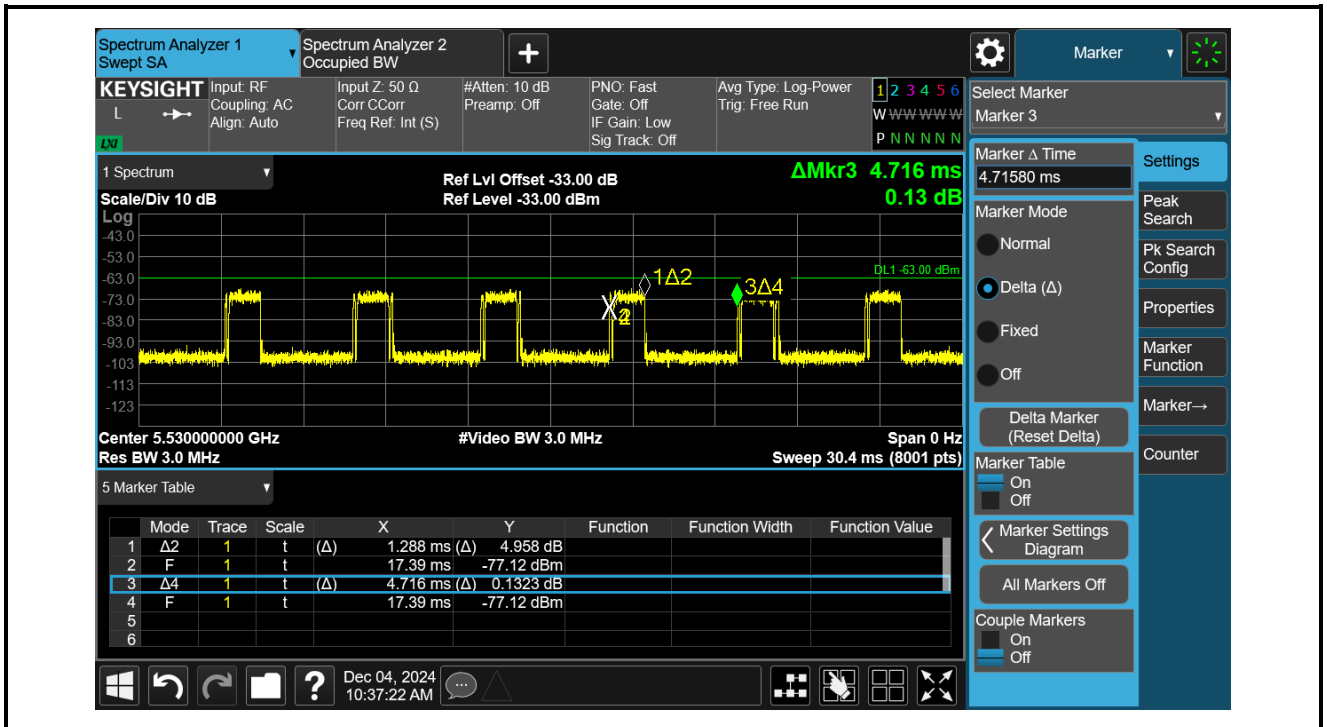 Spectrum Analyzer 1
Swept SA
Spectrum Analyzer 2
Occupied BW
Marker
KEYSIGHT
L
LXI
Input: RF
Coupling: AC
Align: Auto
Input Z: 50 Ω
Corr CCorr
Freq Ref: Int (S)
#Atten: 10 dB
Preamp: Off
PNO: Fast
Gate: Off
IF Gain: Low
Sig Track: Off
Avg Type: Log-Power
Trig: Free Run
1 2 3 4 5 6
W W W W W W
P N N N N N
1 Spectrum
Scale/Div 10 dB
Ref Lvl Offset -33.00 dB
Ref Level -33.00 dBm
ΔMkr3 4.716 ms
0.13 dB
Log
-43.0
-53.0
-63.0
-73.0
-83.0
-93.0
-103
-113
-123
DL1 -63.00 dBm
1Δ2
3Δ4
Center 5.530000000 GHz
#Video BW 3.0 MHz
Span 0 Hz
Res BW 3.0 MHz
Sweep 30.4 ms (8001 pts)
5 Marker Table
Mode Trace Scale X Y Function Function Width Function Value
1 Δ2 1 t (Δ) 1.288 ms (Δ) 4.958 dB
2 F 1 t 17.39 ms -77.12 dBm
3 Δ4 1 t (Δ) 4.716 ms (Δ) 0.1323 dB
4 F 1 t 17.39 ms -77.12 dBm
5
6
Dec 04, 2024
10:37:22 AM
Select Marker
Marker 3
Marker Δ Time
4.71580 ms
Marker Mode
Normal
Delta (Δ)
Fixed
Off
Delta Marker
(Reset Delta)
Marker Table
On
Off
Marker Settings
Diagram
All Markers Off
Couple Markers
On
Off
Settings
Peak
Search
Pk Search
Config
Properties
Marker
Function
Marker→
Counter